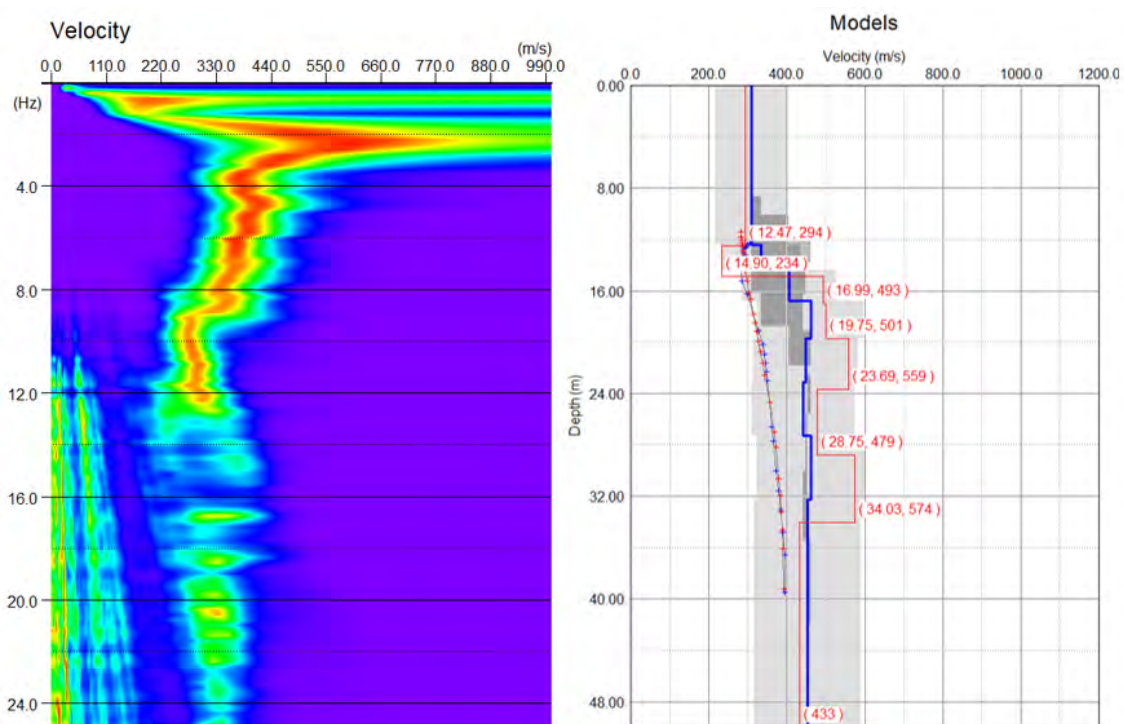 Velocity
(m/s)
0.0 110.0 220.0 330.0 440.0 550.0 660.0 770.0 880.0 990.0
(Hz)
4.0
8.0
12.0
16.0
20.0
24.0
Models
Velocity (m/s)
0.0 200.0 400.0 600.0 800.0 1000.0 1200.0
0.00
8.00
16.00
24.00
32.00
40.00
48.00
Depth (m)
( 12.47, 294 )
( 14.90, 234 )
( 16.99, 493 )
( 19.75, 501 )
( 23.69, 559 )
( 28.75, 479 )
( 34.03, 574 )
( 433 )